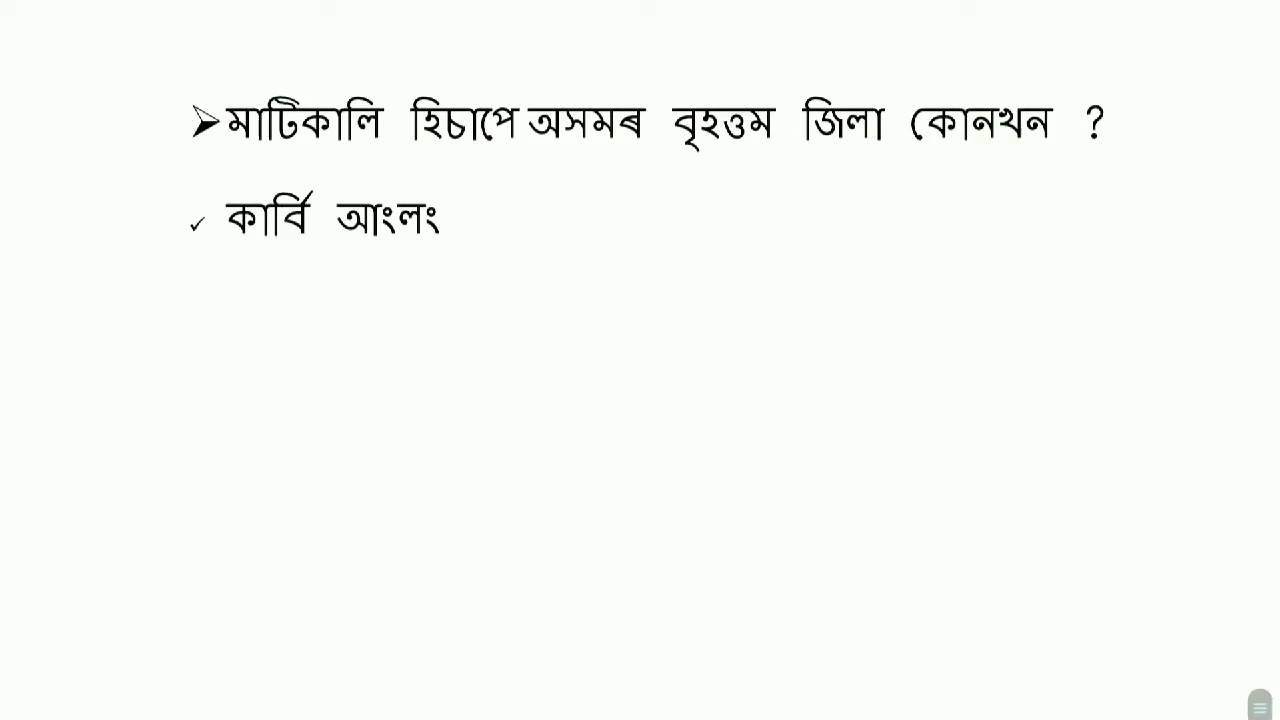 ➢মাটিকালি হিচাপে অসমৰ বৃহত্তম জিলা কোনখন ?
✓ কাৰ্বি আংলং